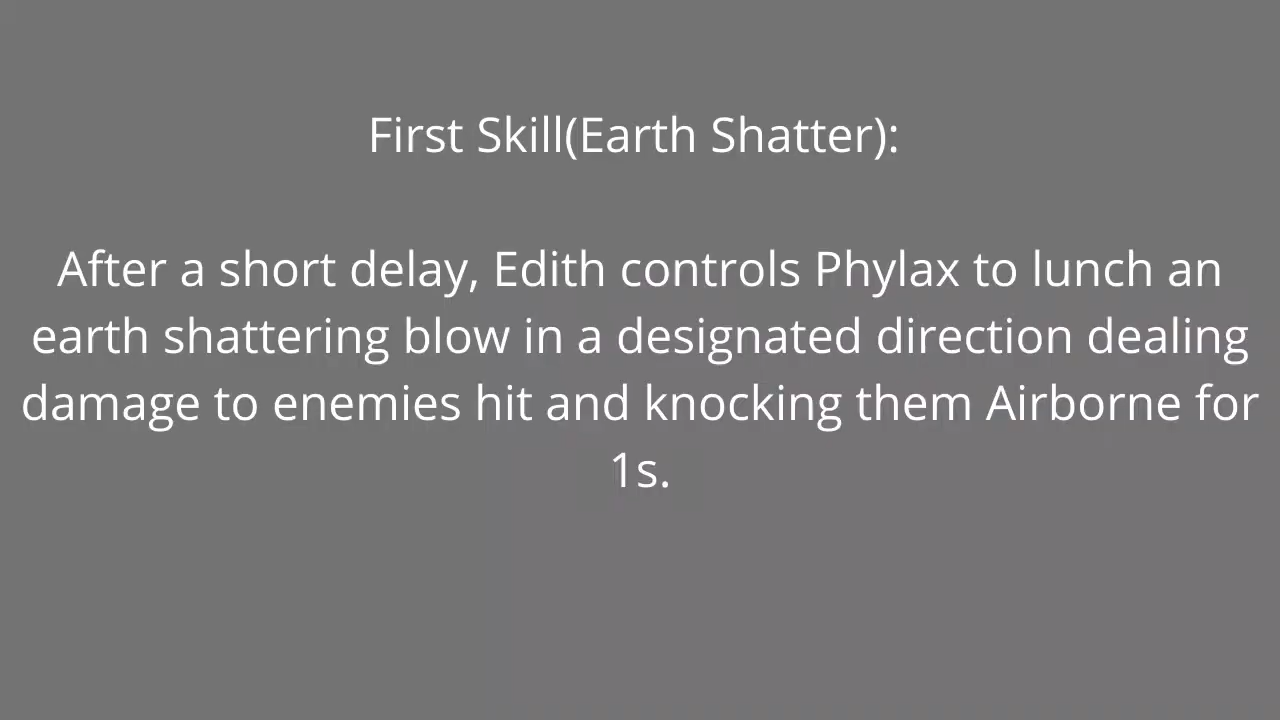 First Skill(Earth Shatter):
After a short delay, Edith controls Phylax to lunch an
earth shattering blow in a designated direction dealing
damage to enemies hit and knocking them Airborne for
1s.